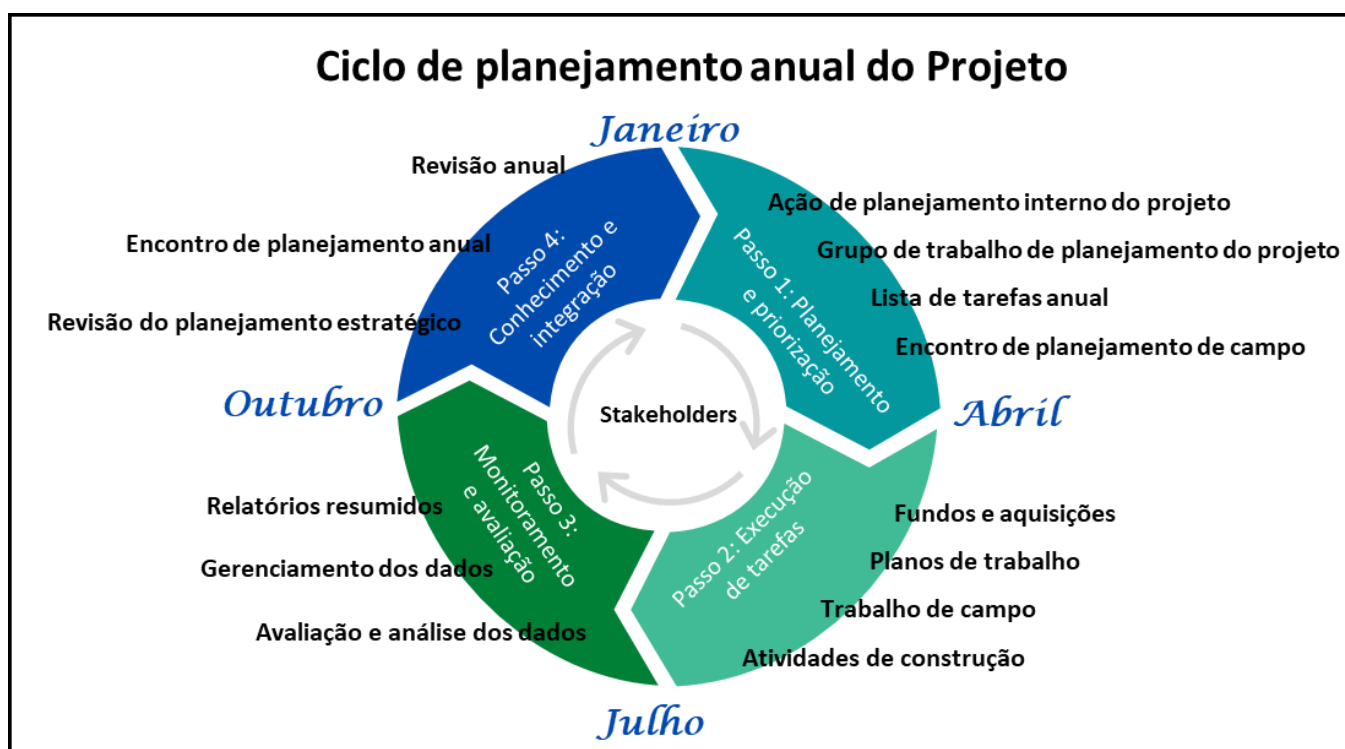 Ciclo de planejamento anual do Projeto
Janeiro
Revisão anual
Encontro de planejamento anual
Revisão do planejamento estratégico
Passo 4:
Conhecimento e
integração
Passo 1: Planejamento
e priorização
Ação de planejamento interno do projeto
Grupo de trabalho de planejamento do projeto
Lista de tarefas anual
Encontro de planejamento de campo
Outubro
Stakeholders
Abril
Relatórios resumidos
Gerenciamento dos dados
Avaliação e análise dos dados
Passo 3:
Monitoramento
e avaliação
Passo 2: Execução
de tarefas
Fundos e aquisições
Planos de trabalho
Trabalho de campo
Atividades de construção
Julho